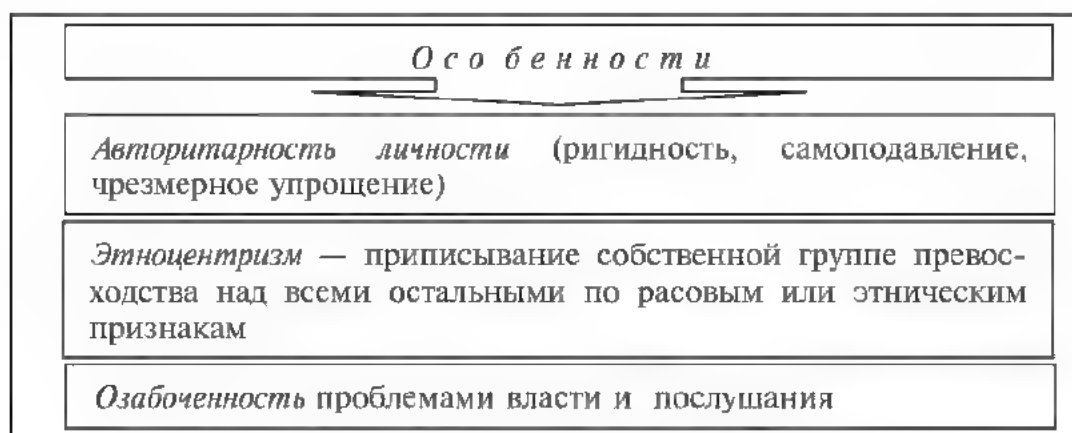 Особенности
Авторитарность личности (ригидность, самоподавление,
чрезмерное упрощение)
Этноцентризм — приписывание собственной группе превос-
ходства над всеми остальными по расовым или этническим
признакам
Озабоченность проблемами власти и послушания